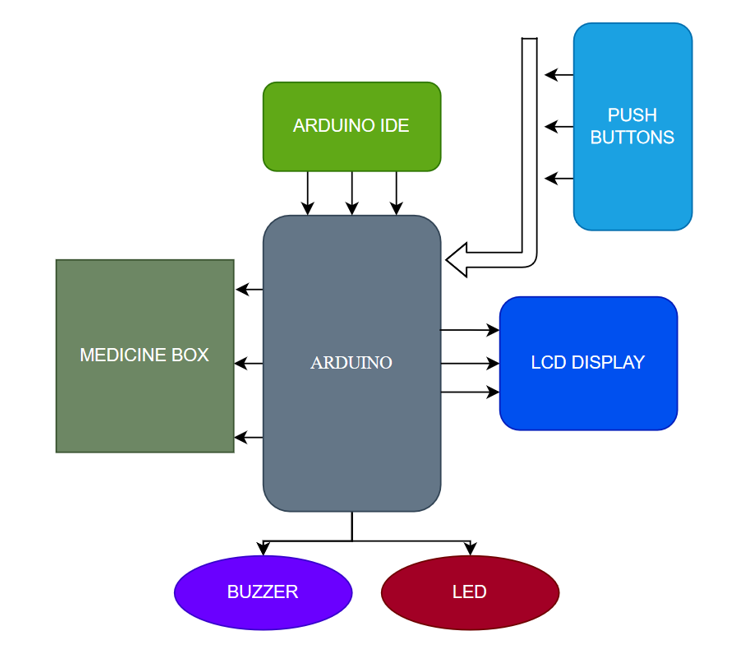 PUSH
BUTTONS
ARDUINO IDE
MEDICINE BOX
ARDUINO
LCD DISPLAY
BUZZER
LED